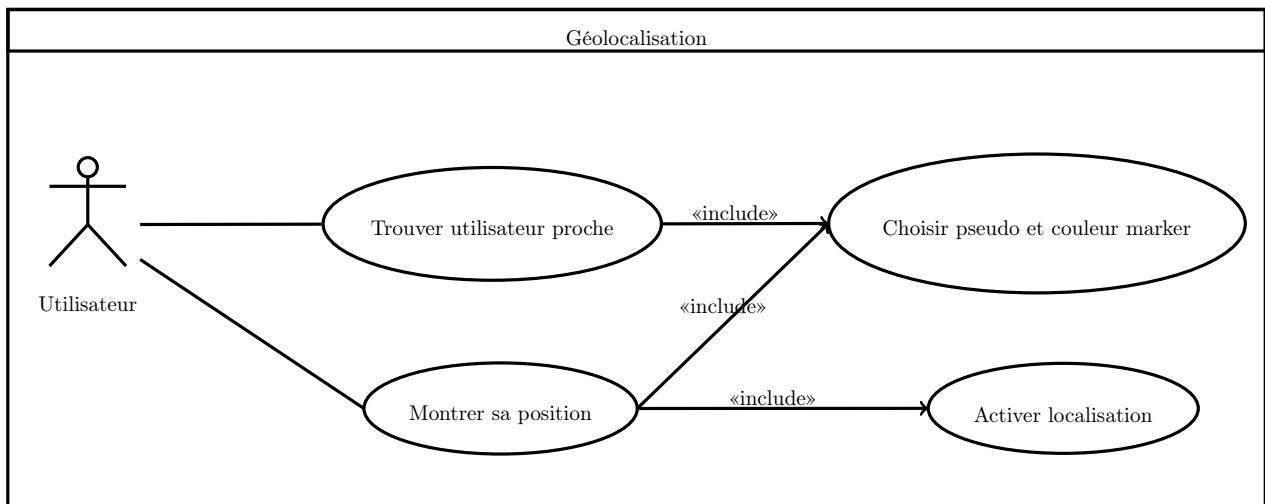 Géolocalisation
«include»
Trouver utilisateur proche
Choisir pseudo et couleur marker
Utilisateur
«include»
«include»
Montrer sa position
Activer localisation